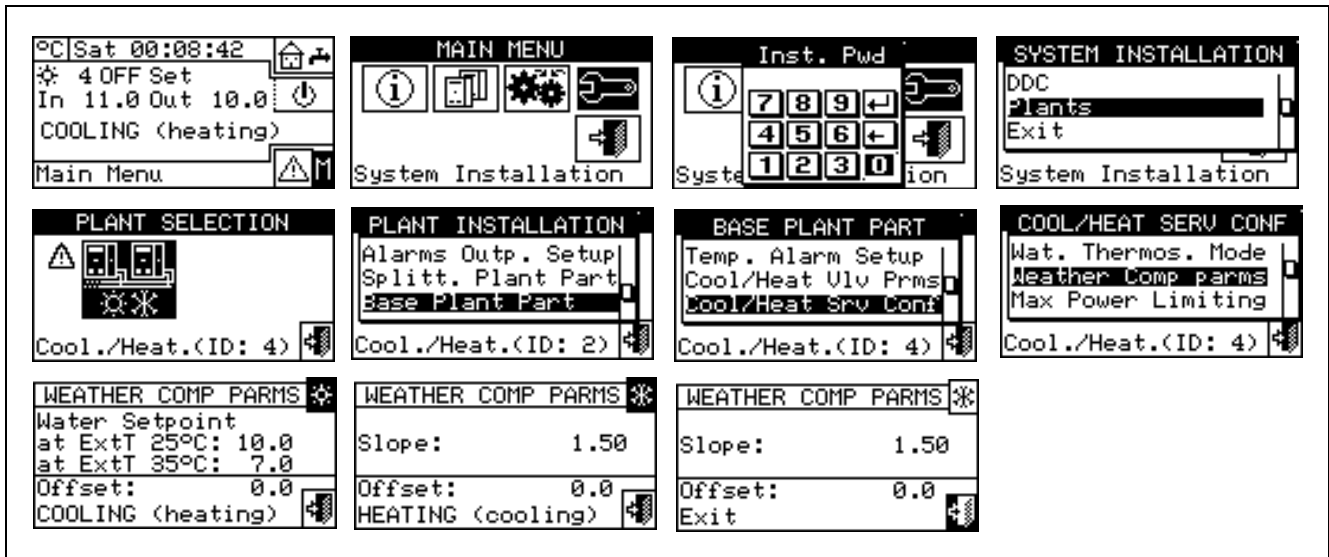 ºC Sat 00:08:42
4 OFF Set
In 11.0 Out 10.0
COOLING (heating)
Main Menu M
MAIN MENU
i
System Installation
Inst. Pwd
i
7 8 9
4 5 6
1 2 3 0
Syste ion
SYSTEM INSTALLATION
DDC
Plants
Exit
System Installation
PLANT SELECTION
Cool./Heat.(ID: 4)
PLANT INSTALLATION
Alarms Outp. Setup
Splitt. Plant Part
Base Plant Part
Cool./Heat.(ID: 2)
BASE PLANT PART
Temp. Alarm Setup
Cool/Heat Vlv Prms
Cool/Heat Srv Conf
Cool./Heat.(ID: 4)
COOL/HEAT SERV CONF
Wat. Thermos. Mode
Weather Comp parms
Max Power Limiting
Cool./Heat.(ID: 4)
WEATHER COMP PARMS
Water Setpoint
at ExtT 25ºC: 10.0
at ExtT 35ºC: 7.0
Offset: 0.0
COOLING (heating)
WEATHER COMP PARMS
Slope: 1.50
Offset: 0.0
HEATING (cooling)
WEATHER COMP PARMS
Slope: 1.50
Offset: 0.0
Exit